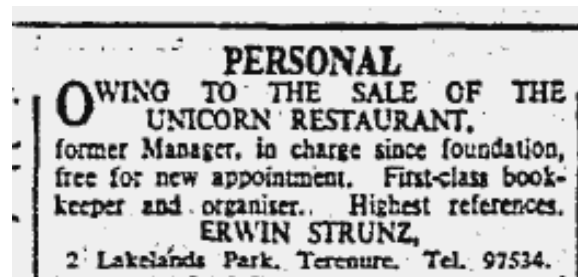 PERSONAL
OWING TO THE SALE OF THE
UNICORN RESTAURANT,
former Manager, in charge since foundation,
free for new appointment. First-class book-
keeper and organiser. Highest references.
ERWIN STRUNZ,
2 Lakelands Park, Terenure. Tel. 97534.